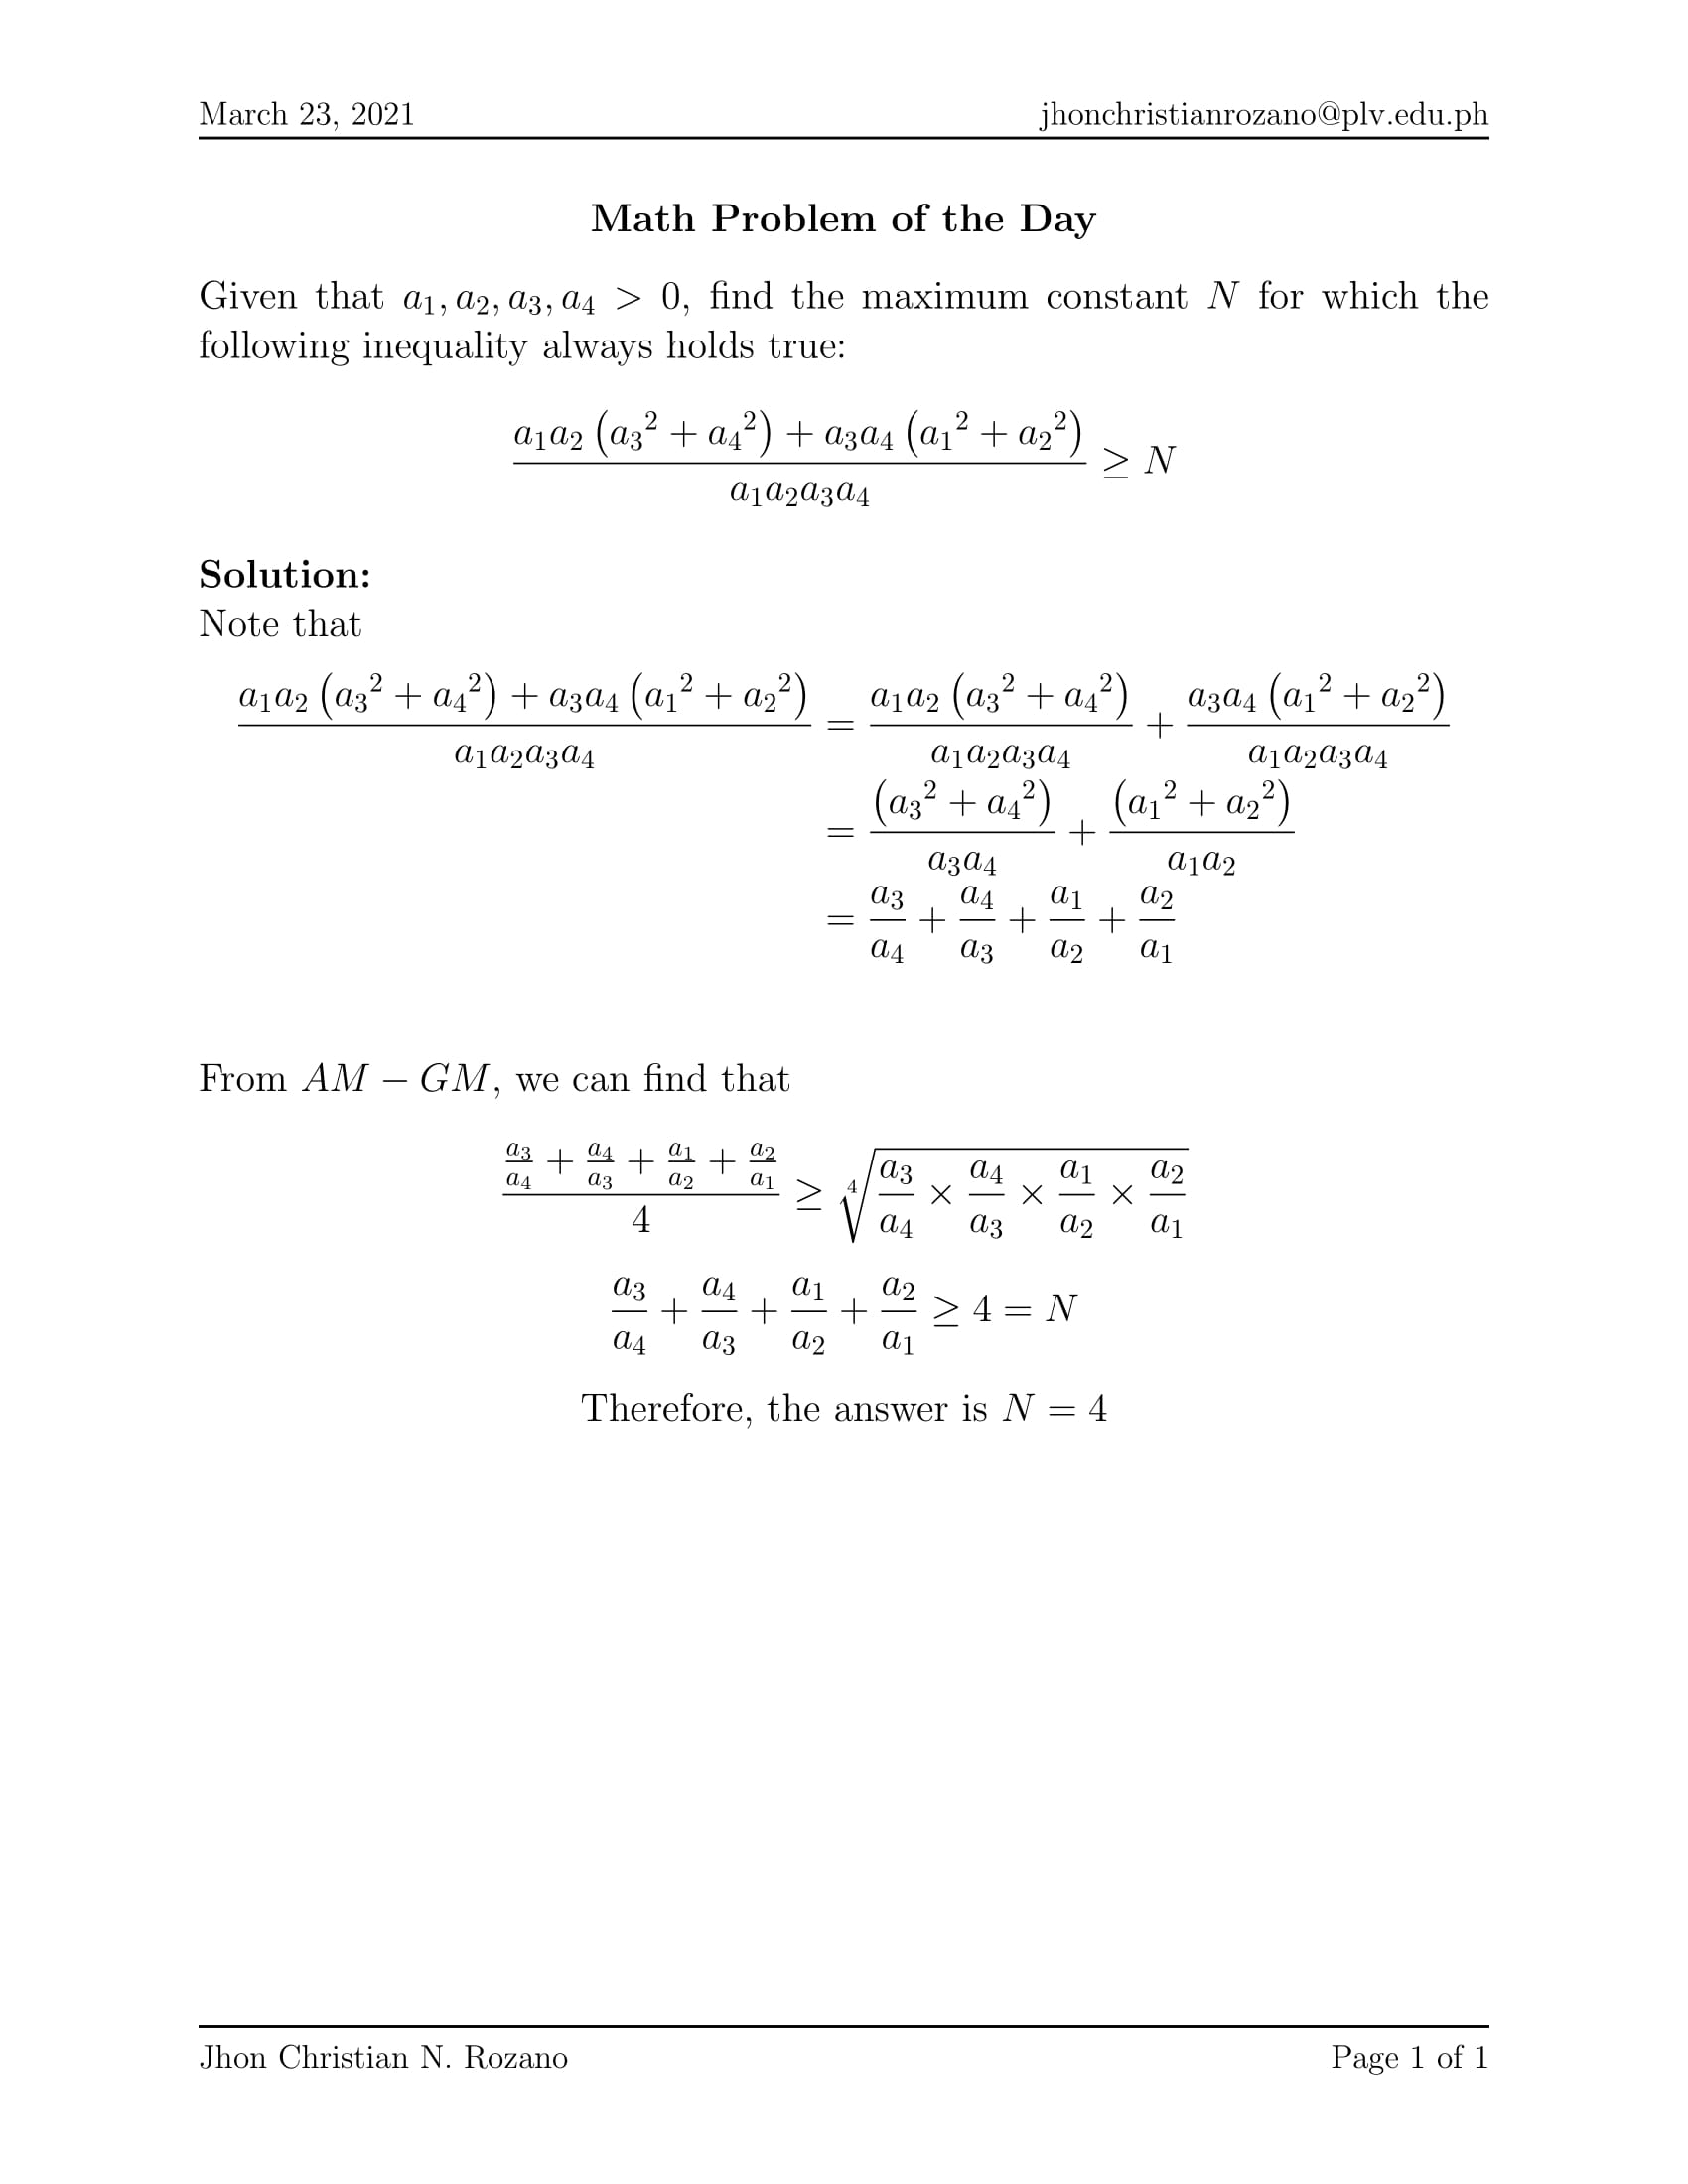 March 23, 2021 jhonchristianrozano@plv.edu.ph
Math Problem of the Day
Given that $a_1, a_2, a_3, a_4 > 0$, find the maximum constant $N$ for which the
following inequality always holds true:
$\frac{a_1a_2\left({a_3}^2+{a_4}^2\right)+a_3a_4\left({a_1}^2+{a_2}^2\right)}{a_1a_2a_3a_4} \geq N$
Solution:
Note that
$\frac{a_1a_2\left({a_3}^2+{a_4}^2\right)+a_3a_4\left({a_1}^2+{a_2}^2\right)}{a_1a_2a_3a_4} = \frac{a_1a_2\left({a_3}^2+{a_4}^2\right)}{a_1a_2a_3a_4} + \frac{a_3a_4\left({a_1}^2+{a_2}^2\right)}{a_1a_2a_3a_4}$
$= \frac{\left({a_3}^2+{a_4}^2\right)}{a_3a_4} + \frac{\left({a_1}^2+{a_2}^2\right)}{a_1a_2}$
$= \frac{a_3}{a_4} + \frac{a_4}{a_3} + \frac{a_1}{a_2} + \frac{a_2}{a_1}$
From $AM - GM$, we can find that
$\frac{\frac{a_3}{a_4}+\frac{a_4}{a_3}+\frac{a_1}{a_2}+\frac{a_2}{a_1}}{4} \geq \sqrt[4]{\frac{a_3}{a_4} \times \frac{a_4}{a_3} \times \frac{a_1}{a_2} \times \frac{a_2}{a_1}}$
$\frac{a_3}{a_4} + \frac{a_4}{a_3} + \frac{a_1}{a_2} + \frac{a_2}{a_1} \geq 4 = N$
Therefore, the answer is $N = 4$
Jhon Christian N. Rozano Page 1 of 1